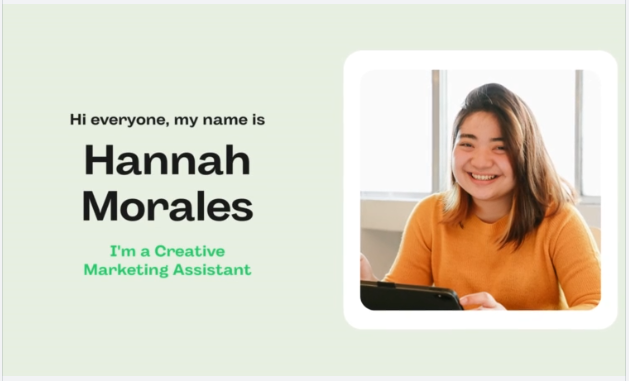 Hi everyone, my name is
Hannah
Morales
I'm a Creative
Marketing Assistant